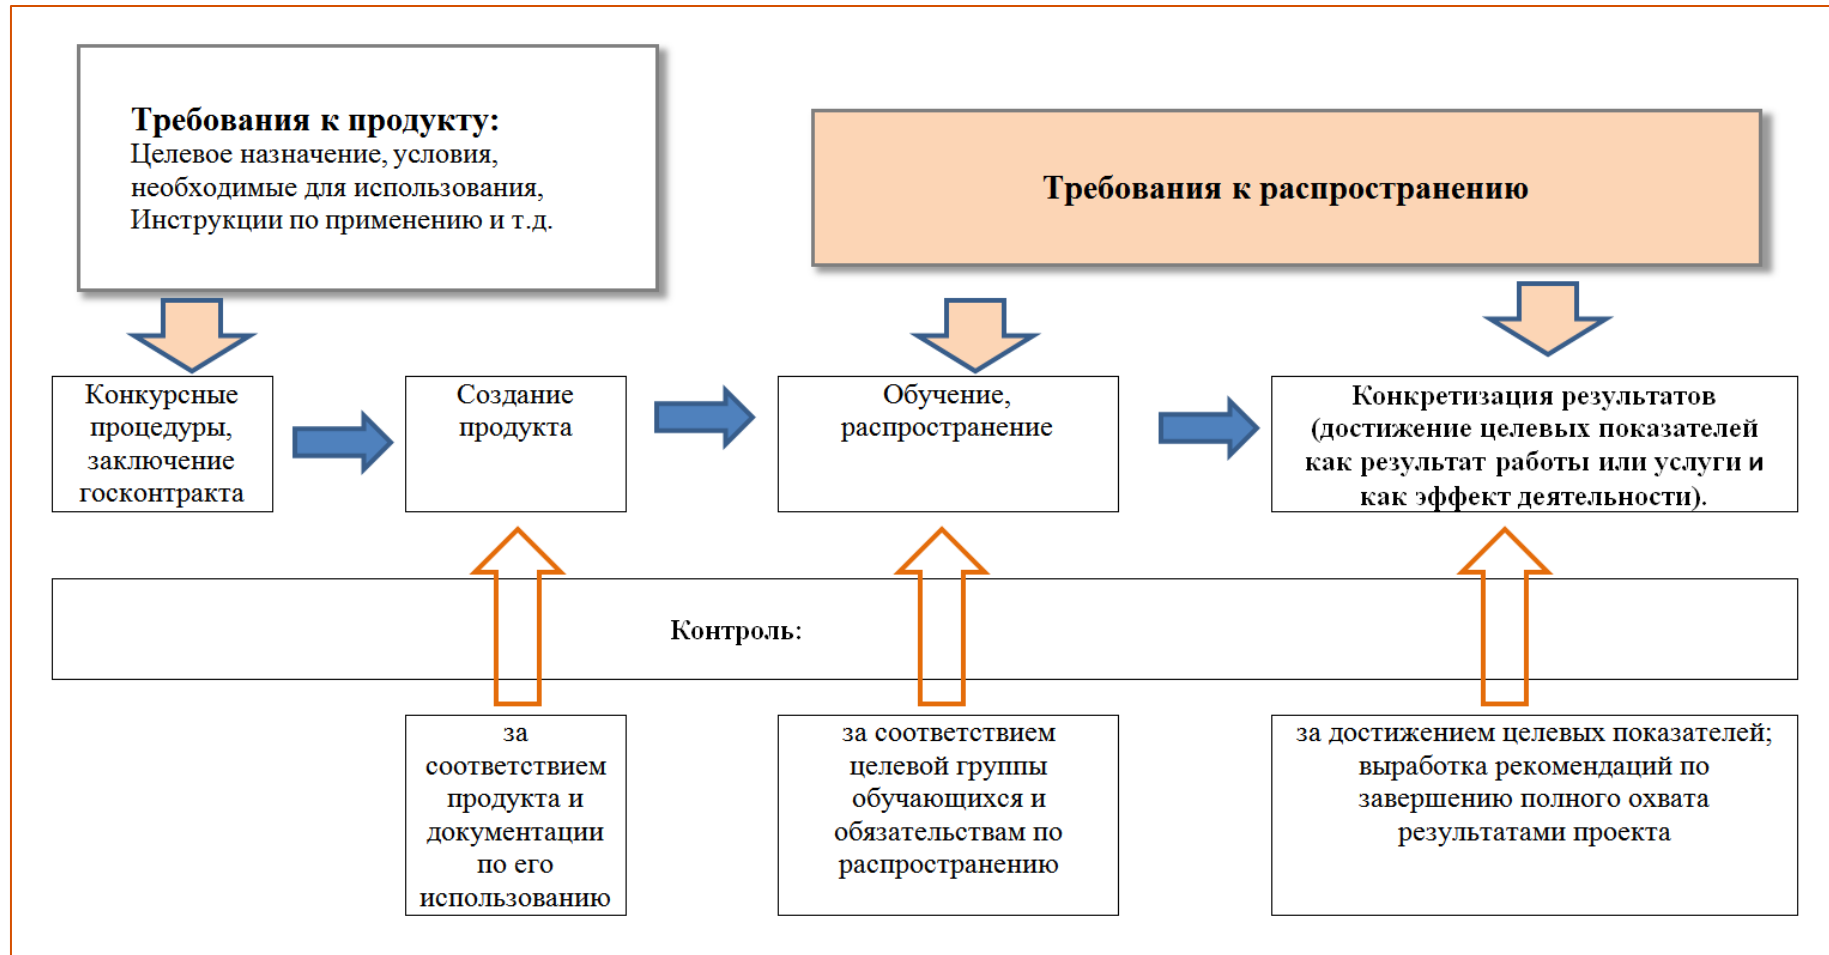 Требования к продукту:
Целевое назначение, условия,
необходимые для использования,
Инструкции по применению и т.д.
Требования к распространению
Конкурсные
процедуры,
заключение
госконтракта
Создание
продукта
Обучение,
распространение
Конкретизация результатов
(достижение целевых показателей
как результат работы или услуги и
как эффект деятельности).
Контроль:
за
соответствием
продукта и
документации
по его
использованию
за соответствием
целевой группы
обучающихся и
обязательствам по
распространению
за достижением целевых показателей;
выработка рекомендаций по
завершению полного охвата
результатами проекта